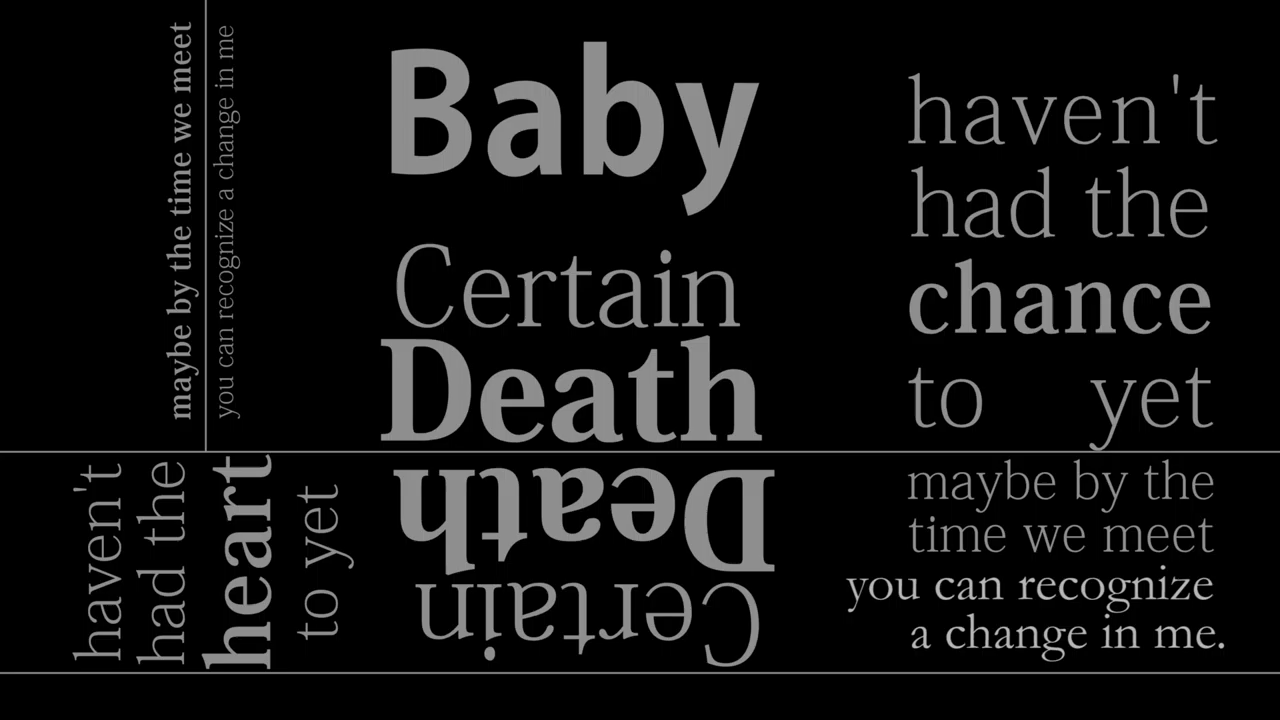 maybe by the time we meet
you can recognize a change in me
haven't
had the
heart
to yet
Baby
Certain
Death
Death
Certain
haven't
had the
chance
to yet
maybe by the
time we meet
you can recognize
a change in me.